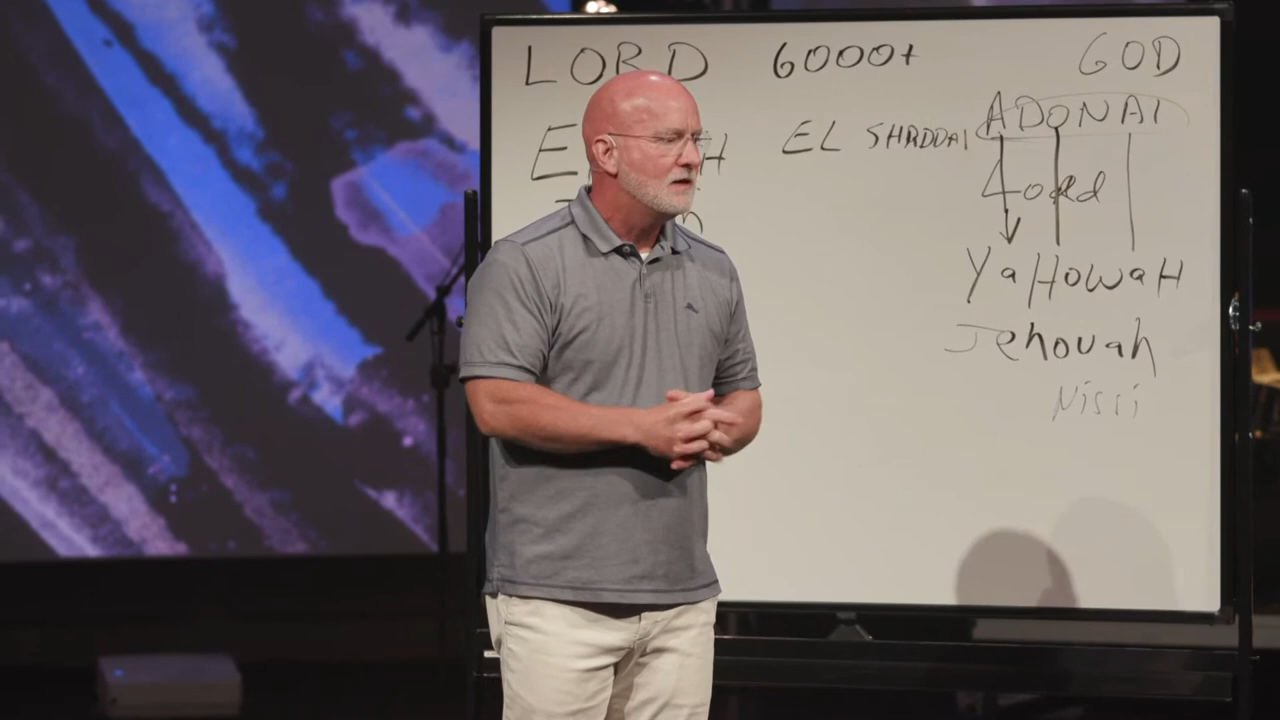 LORD 6000+ GOD
EL SHADDAI ADONAI
Lord
YaHowaH
Jehovah
Nissi